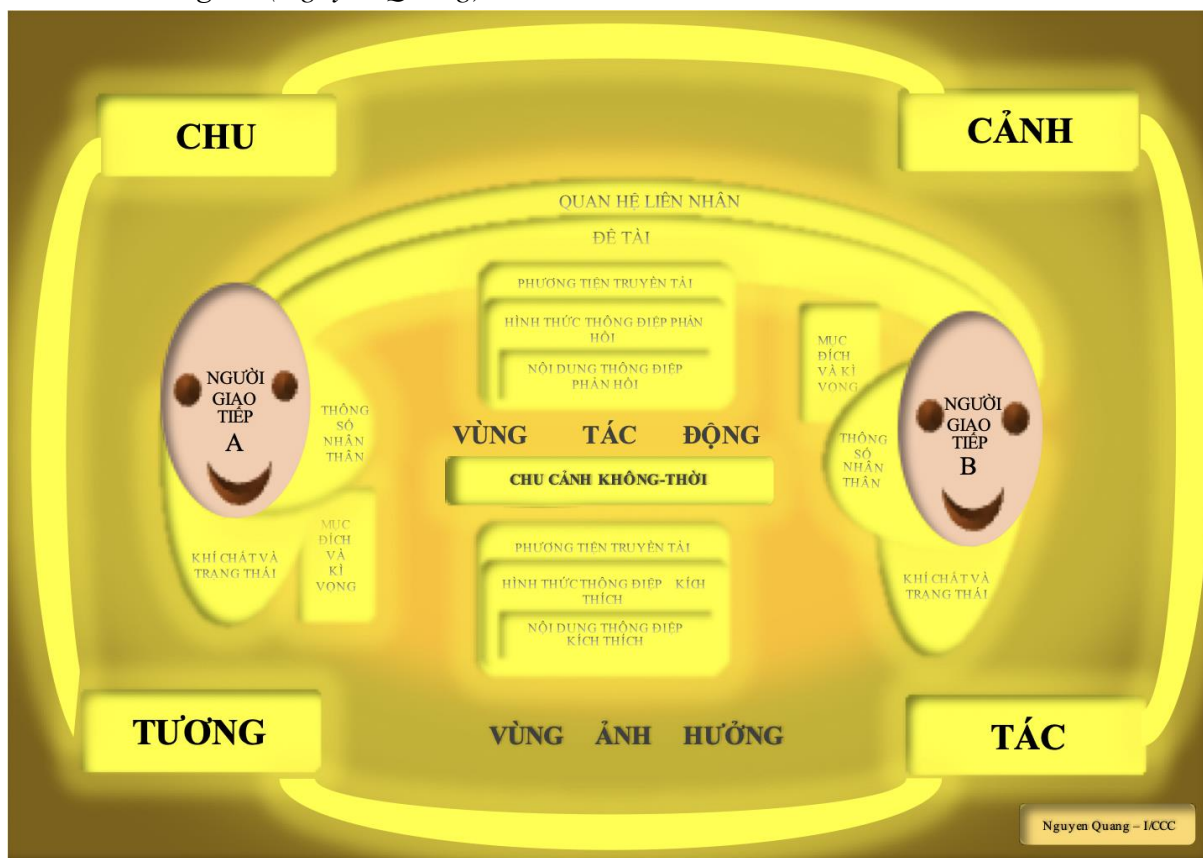 (Nguyễn Quang)
CHU
CẢNH
QUAN HỆ LIÊN NHÂN
ĐỀ TÀI
PHƯƠNG TIỆN TRUYỀN TẢI
HÌNH THỨC THÔNG ĐIỆP PHẢN
HỒI
NỘI DUNG THÔNG ĐIỆP
PHẢN HỒI
MỤC
ĐÍCH
VÀ KÌ
VỌNG
NGƯỜI
GIAO
TIẾP
A
THÔNG
SỐ
NHÂN
THÂN
NGƯỜI
GIAO
TIẾP
B
THÔNG
SỐ
NHÂN
THÂN
VÙNG TÁC ĐỘNG
CHU CẢNH KHÔNG-THỜI
MỤC
ĐÍCH
VÀ
KÌ
VỌNG
KHÍ CHẤT VÀ
TRẠNG THÁI
PHƯƠNG TIỆN TRUYỀN TẢI
HÌNH THỨC THÔNG ĐIỆP KÍCH
THÍCH
NỘI DUNG THÔNG ĐIỆP
KÍCH THÍCH
KHÍ CHẤT VÀ
TRẠNG THÁI
TƯƠNG
VÙNG ẢNH HƯỞNG
TÁC
Nguyen Quang – I/CCC